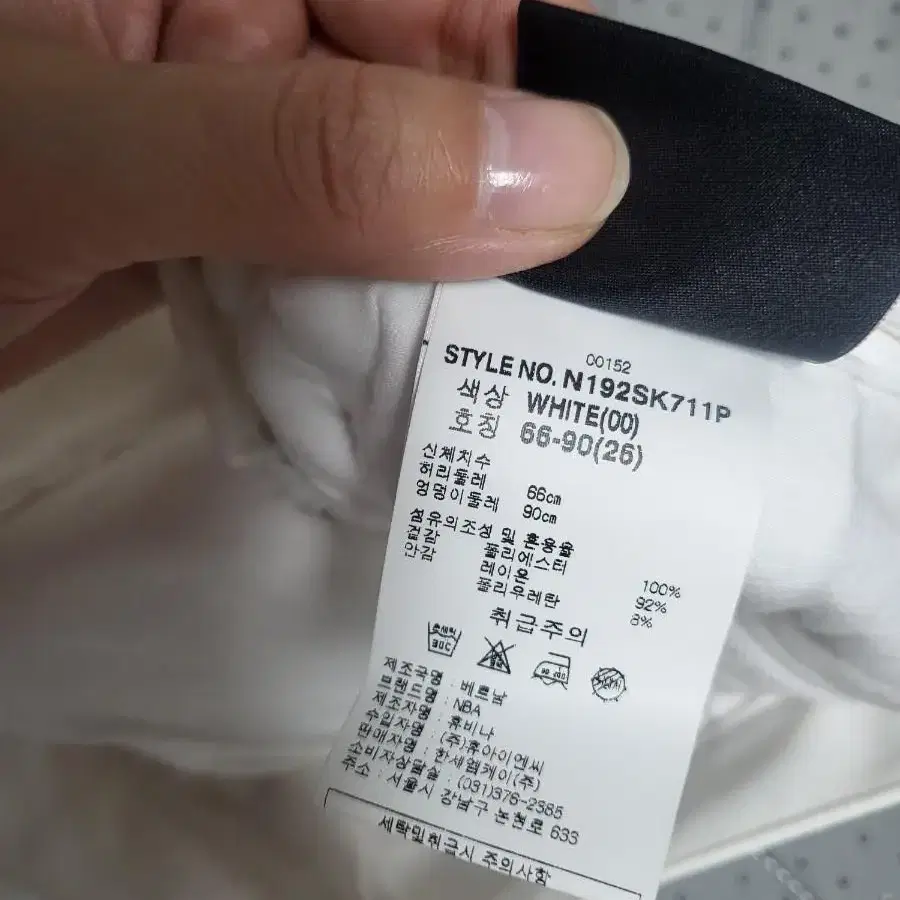 00152
STYLE NO. N192SK711P
색상 WHITE(00)
호칭 66-90(26)
신체치수
허리둘레 66cm
엉덩이둘레 90cm
섬유의조성 및 혼용율
겉감 폴리에스터 100%
안감 레이온 92%
폴리우레탄 8%
취급주의
제조국명 : 베트남
브랜드명 : NBA
제조자명 : 휴비나
수입자명 : (주)휴아이엔씨
판매자명 : 한세엠케이(주)
소비자상담실 : (031)376-2385
주소 : 서울시 강남구 논현로 633
세탁및취급시 주의사항